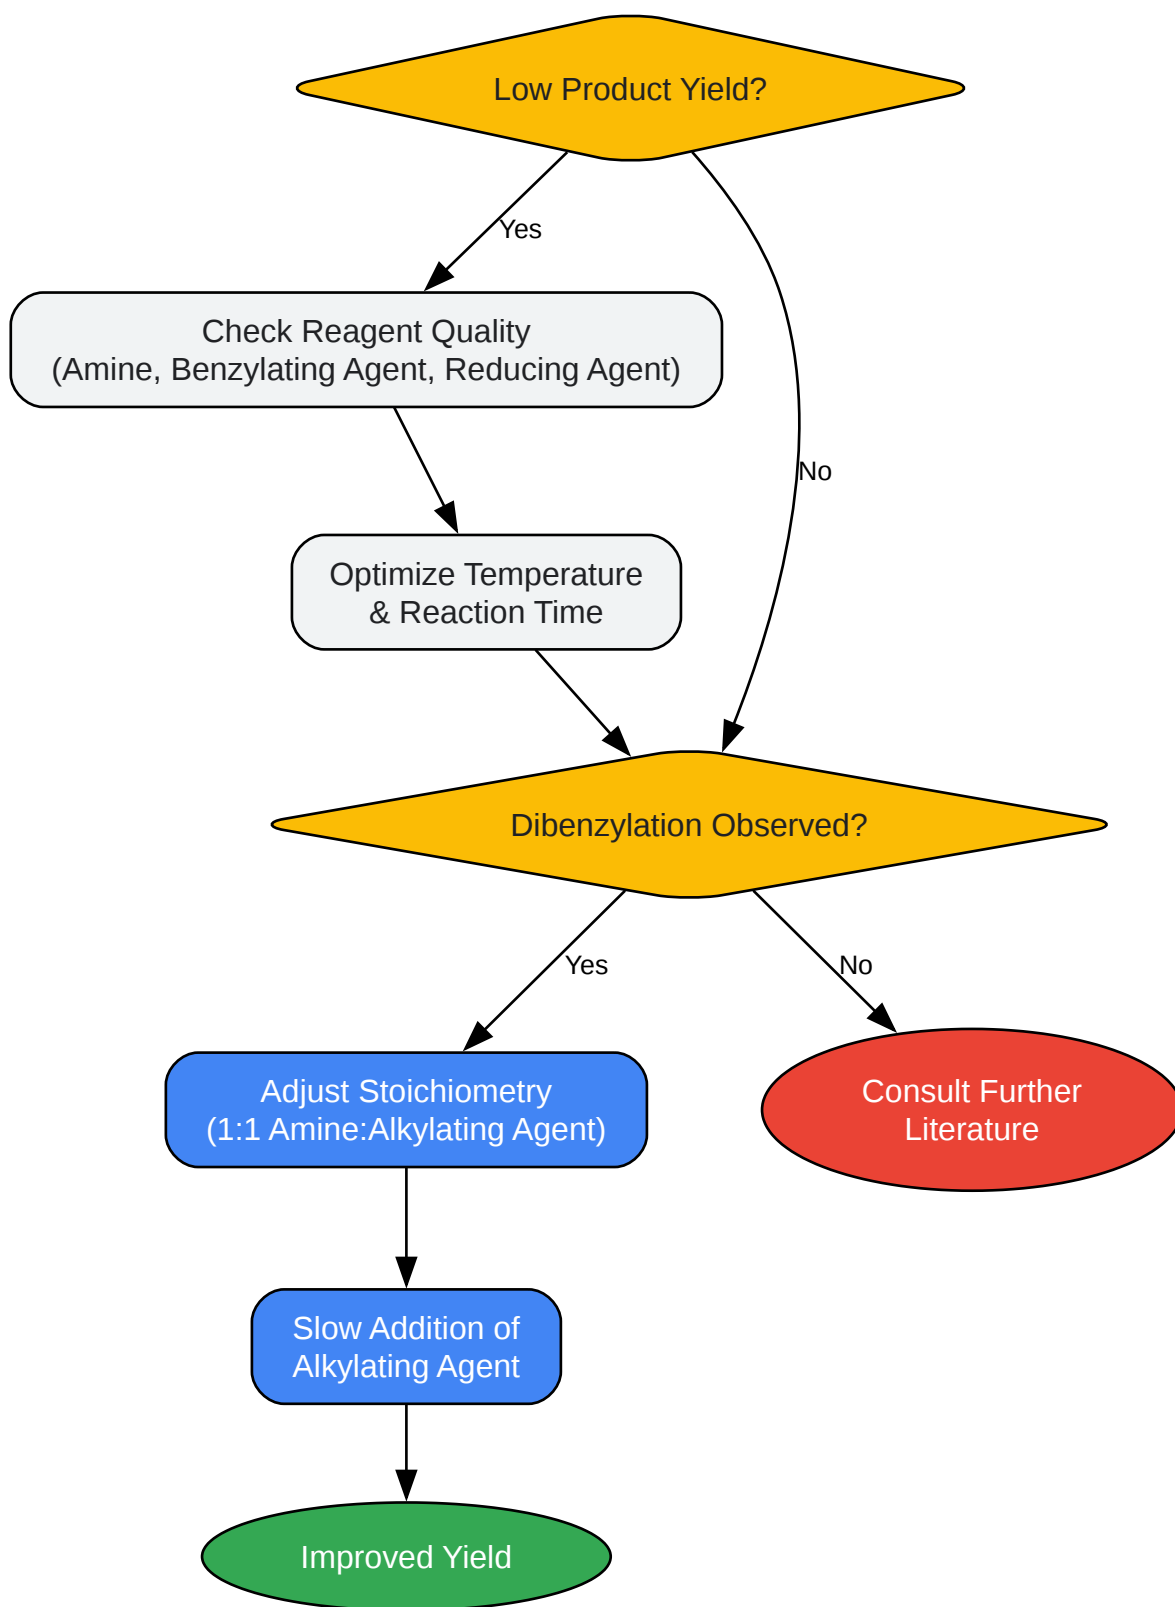 Low Product Yield?
Yes
Check Reagent Quality
(Amine, Benzylating Agent, Reducing Agent)
No
Optimize Temperature
& Reaction Time
Dibenzylation Observed?
Yes
No
Adjust Stoichiometry
(1:1 Amine:Alkylating Agent)
Consult Further
Literature
Slow Addition of
Alkylating Agent
Improved Yield